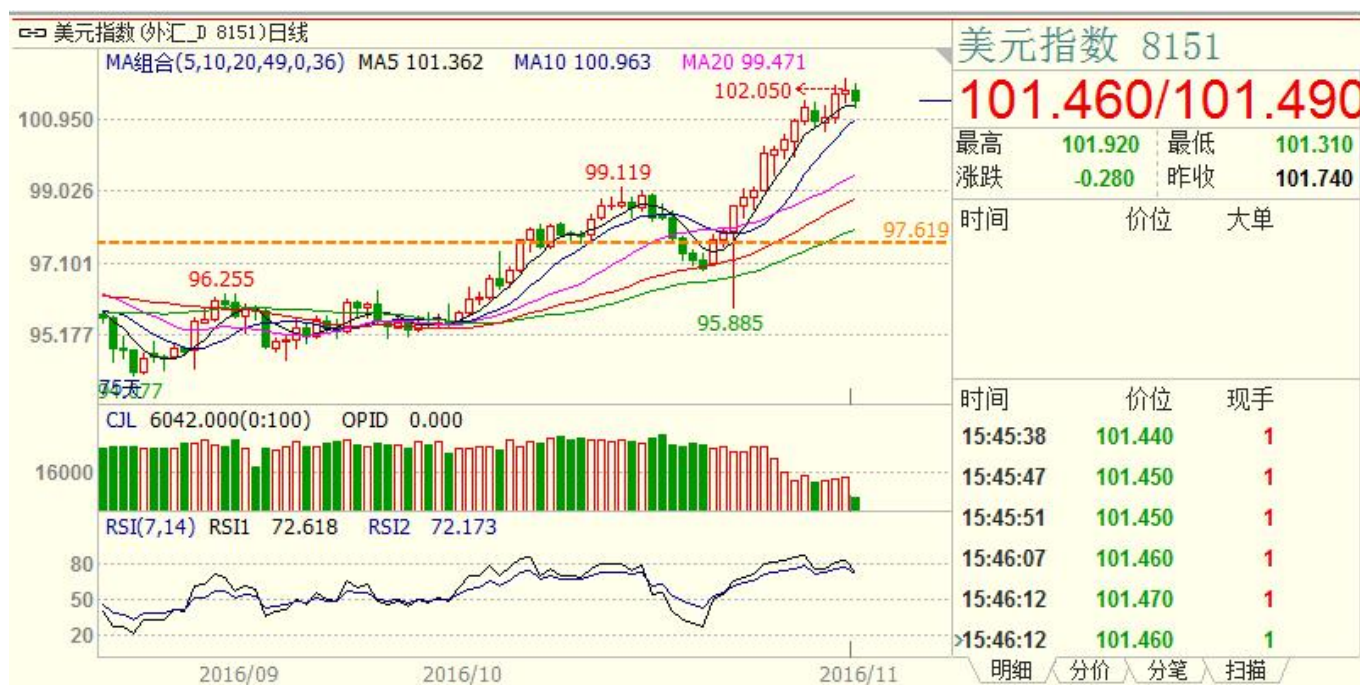 美元指数(外汇_D 8151)日线
MA组合(5,10,20,49,0,36) MA5 101.362 MA10 100.963 MA20 99.471
102.050
100.950
99.119
99.026
97.619
97.101
96.255
95.885
95.177
75天
CJL 6042.000(0:100) OPID 0.000
16000
RSI(7,14) RSI1 72.618 RSI2 72.173
80
50
20
2016/09 2016/10 2016/11
美元指数 8151
101.460/101.490
最高 101.920 最低 101.310
涨跌 -0.280 昨收 101.740
时间 价位 大单
时间 价位 现手
15:45:38 101.440 1
15:45:47 101.450 1
15:45:51 101.450 1
15:46:07 101.460 1
15:46:12 101.470 1
15:46:12 101.460 1
明细 分价 分笔 扫描